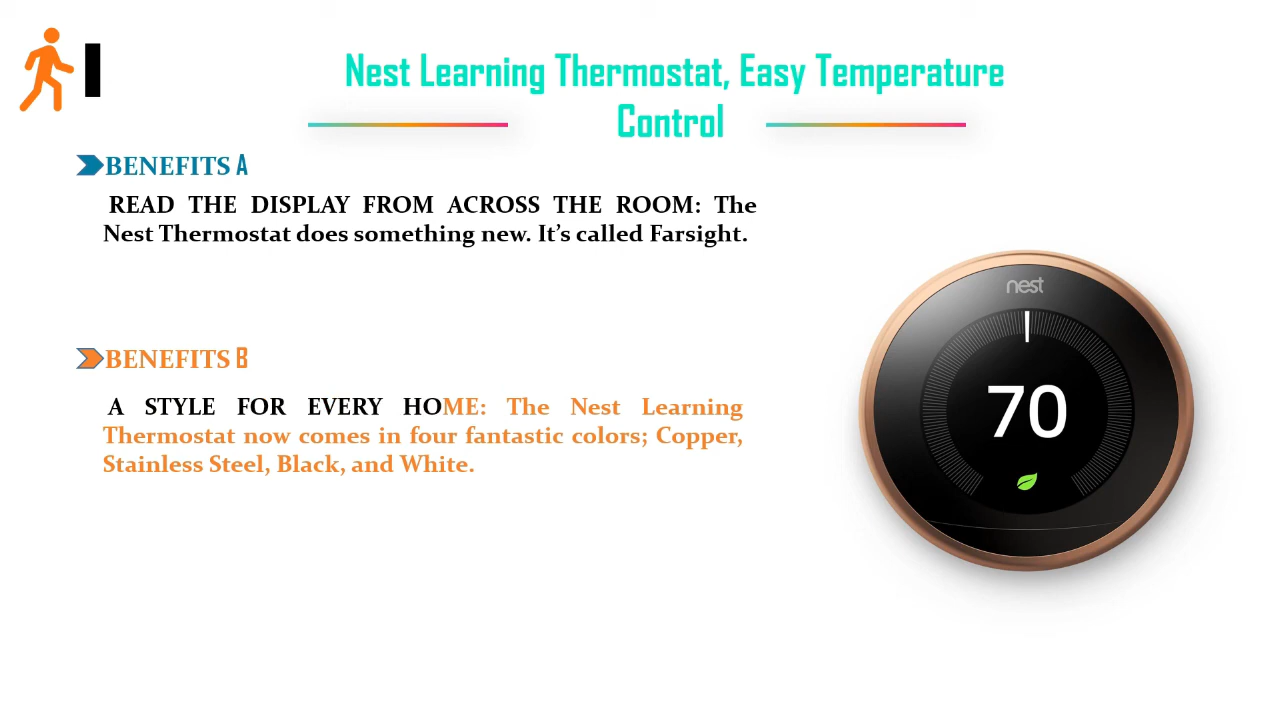 Nest Learning Thermostat, Easy Temperature
Control
BENEFITS A
READ THE DISPLAY FROM ACROSS THE ROOM: The
Nest Thermostat does something new. It’s called Farsight.
BENEFITS B
A STYLE FOR EVERY HOME: The Nest Learning
Thermostat now comes in four fantastic colors; Copper,
Stainless Steel, Black, and White.
nest
70